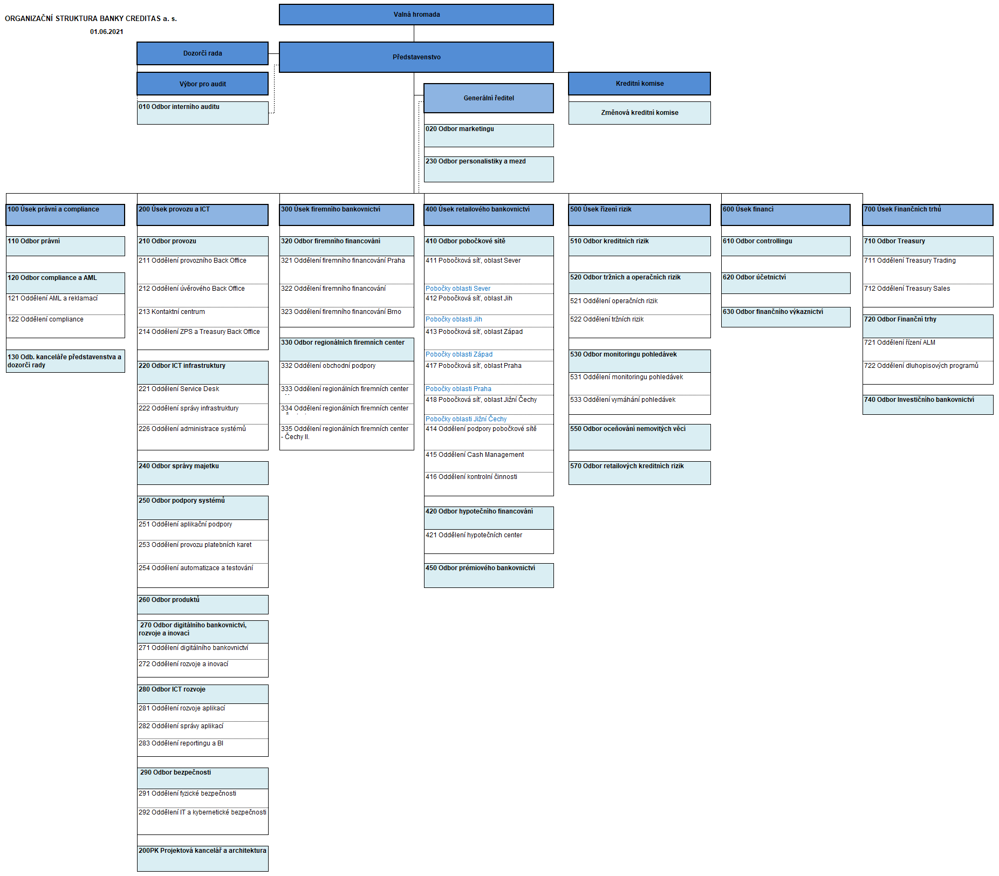 ORGANIZAČNÍ STRUKTURA BANKY CREDITAS a. s.
01.06.2021
Valná hromada
Dozorčí rada
Představenstvo
Výbor pro audit
Kreditní komise
Generální ředitel
010 Odbor interního auditu
Změnová kreditní komise
020 Odbor marketingu
230 Odbor personalistiky a mezd
100 Úsek právní a compliance
110 Odbor právní
120 Odbor compliance a AML
121 Oddělení AML a reklamací
122 Oddělení compliance
130 Odb. kanceláře představenstva a
dozorčí rady
200 Úsek provozu a ICT
210 Odbor provozu
211 Oddělení provozního Back Office
212 Oddělení úvěrového Back Office
213 Kontaktní centrum
214 Oddělení ZPS a Treasury Back Office
220 Odbor ICT infrastruktury
221 Oddělení Service Desk
222 Oddělení správy infrastruktury
226 Oddělení administrace systémů
240 Odbor správy majetku
250 Odbor podpory systémů
251 Oddělení aplikační podpory
253 Oddělení provozu platebních karet
254 Oddělení automatizace a testování
260 Odbor produktů
270 Odbor digitálního bankovnictví,
rozvoje a inovací
271 Oddělení digitálního bankovnictví
272 Oddělení rozvoje a inovací
280 Odbor ICT rozvoje
281 Oddělení rozvoje aplikací
282 Oddělení správy aplikací
283 Oddělení reportingu a BI
290 Odbor bezpečnosti
291 Oddělení fyzické bezpečnosti
292 Oddělení IT a kybernetické bezpečnosti
200PK Projektová kancelář a architektura
300 Úsek firemního bankovnictví
320 Odbor firemního financování
321 Oddělení firemního financování Praha
322 Oddělení firemního financování
323 Oddělení firemního financování Brno
330 Odbor regionálních firemních center
332 Oddělení obchodní podpory
333 Oddělení regionálních firemních center
334 Oddělení regionálních firemních center
335 Oddělení regionálních firemních center
- Čechy II.
400 Úsek retailového bankovnictví
410 Odbor pobočkové sítě
411 Pobočková síť, oblast Sever
Pobočky oblasti Sever
412 Pobočková síť, oblast Jih
Pobočky oblasti Jih
413 Pobočková síť, oblast Západ
Pobočky oblasti Západ
417 Pobočková síť, oblast Praha
Pobočky oblasti Praha
418 Pobočková síť, oblast Jižní Čechy
Pobočky oblasti Jižní Čechy
414 Oddělení podpory pobočkové sítě
415 Oddělení Cash Management
416 Oddělení kontrolní činnosti
420 Odbor hypotečního financování
421 Oddělení hypotečních center
450 Odbor prémiového bankovnictví
500 Úsek řízení rizik
510 Odbor kreditních rizik
520 Odbor tržních a operačních rizik
521 Oddělení operačních rizik
522 Oddělení tržních rizik
530 Odbor monitoringu pohledávek
531 Oddělení monitoringu pohledávek
533 Oddělení vymáhání pohledávek
550 Odbor oceňování nemovitých věcí
570 Odbor retailových kreditních rizik
600 Úsek financí
610 Odbor controllingu
620 Odbor účetnictví
630 Odbor finančního výkaznictví
700 Úsek Finančních trhů
710 Odbor Treasury
711 Oddělení Treasury Trading
712 Oddělení Treasury Sales
720 Odbor Finanční trhy
721 Oddělení řízení ALM
722 Oddělení dluhopisových programů
740 Odbor Investičního bankovnictví